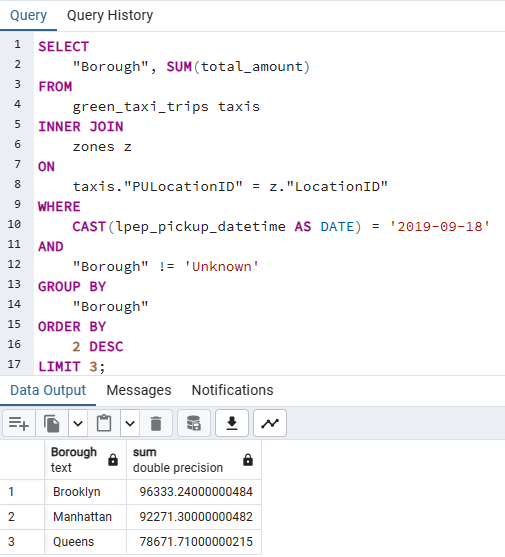 Query Query History
1 SELECT
2 "Borough", SUM(total_amount)
3 FROM
4 green_taxi_trips taxis
5 INNER JOIN
6 zones z
7 ON
8 taxis."PULocationID" = z."LocationID"
9 WHERE
10 CAST(lpep_pickup_datetime AS DATE) = '2019-09-18'
11 AND
12 "Borough" != 'Unknown'
13 GROUP BY
14 "Borough"
15 ORDER BY
16 2 DESC
17 LIMIT 3;
Data Output Messages Notifications
Borough sum
text double precision
1 Brooklyn 96333.24000000484
2 Manhattan 92271.30000000482
3 Queens 78671.71000000215